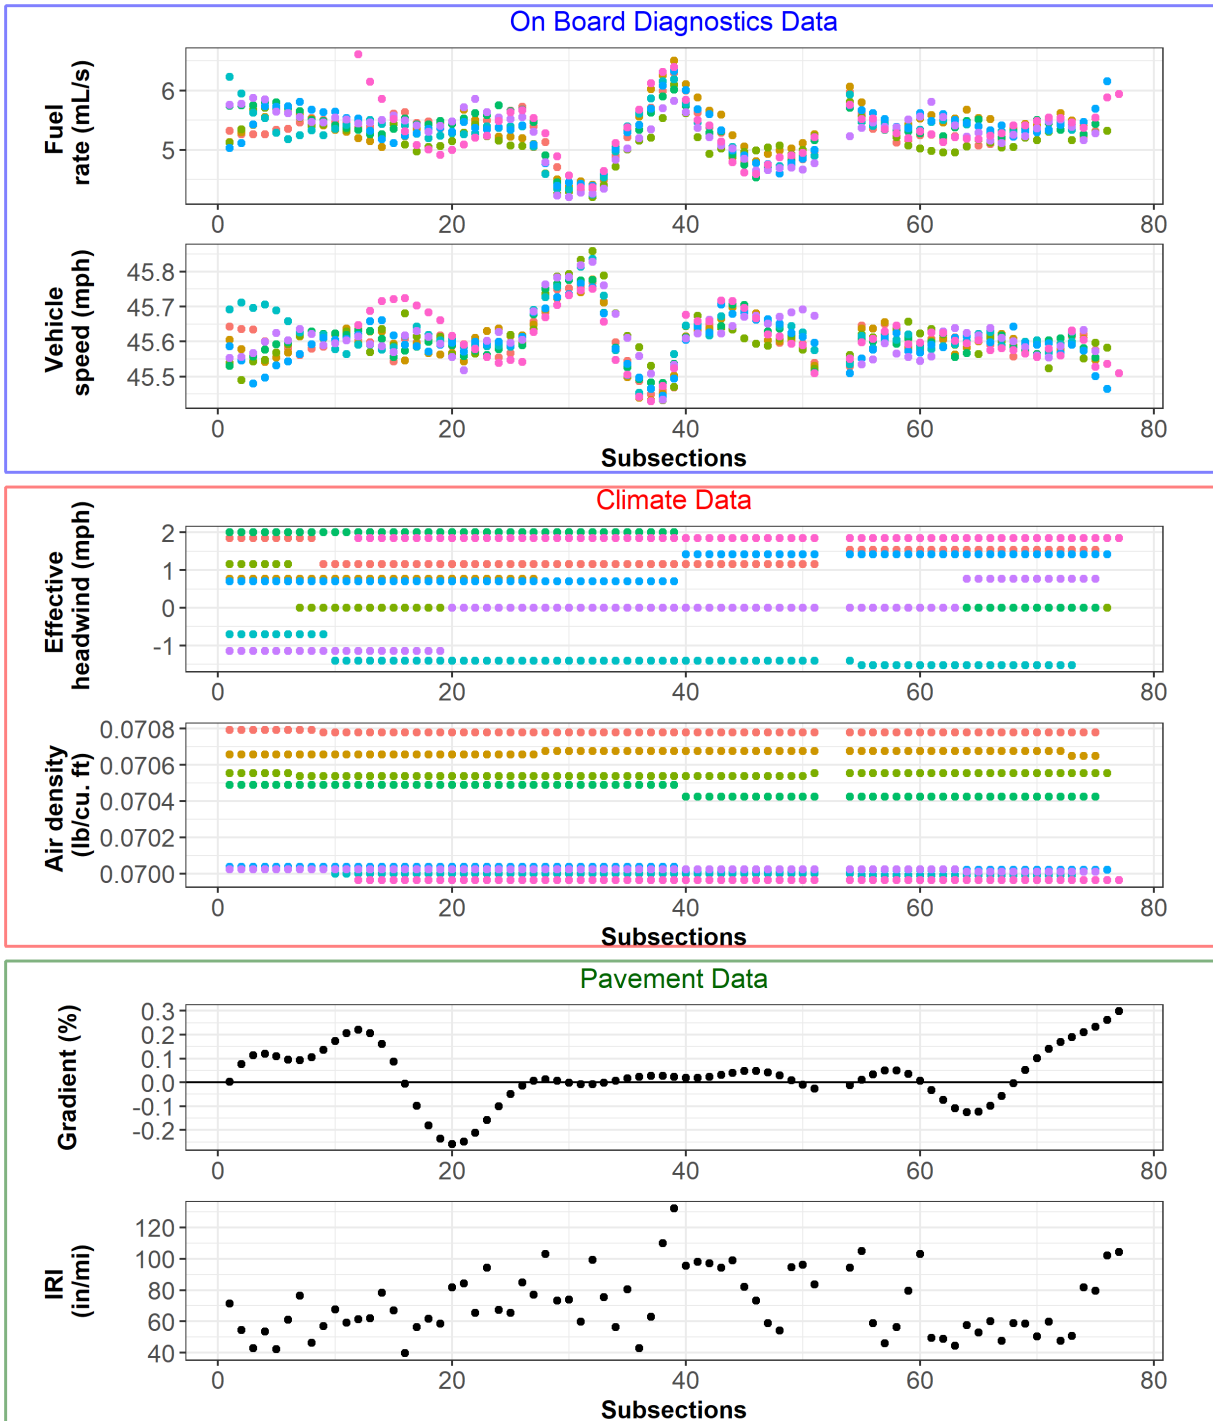 On Board Diagnostics Data
Fuel
rate (mL/s)
6
5
0 20 40 60 80
Vehicle
speed (mph)
45.8
45.7
45.6
45.5
0 20 40 60 80
Subsections
Climate Data
Effective
headwind (mph)
2
1
0
-1
0 20 40 60 80
Air density
(lb/cu. ft)
0.0708
0.0706
0.0704
0.0702
0.0700
0 20 40 60 80
Subsections
Pavement Data
Gradient (%)
0.3
0.2
0.1
0.0
-0.1
-0.2
0 20 40 60 80
IRI
(in/mi)
120
100
80
60
40
0 20 40 60 80
Subsections